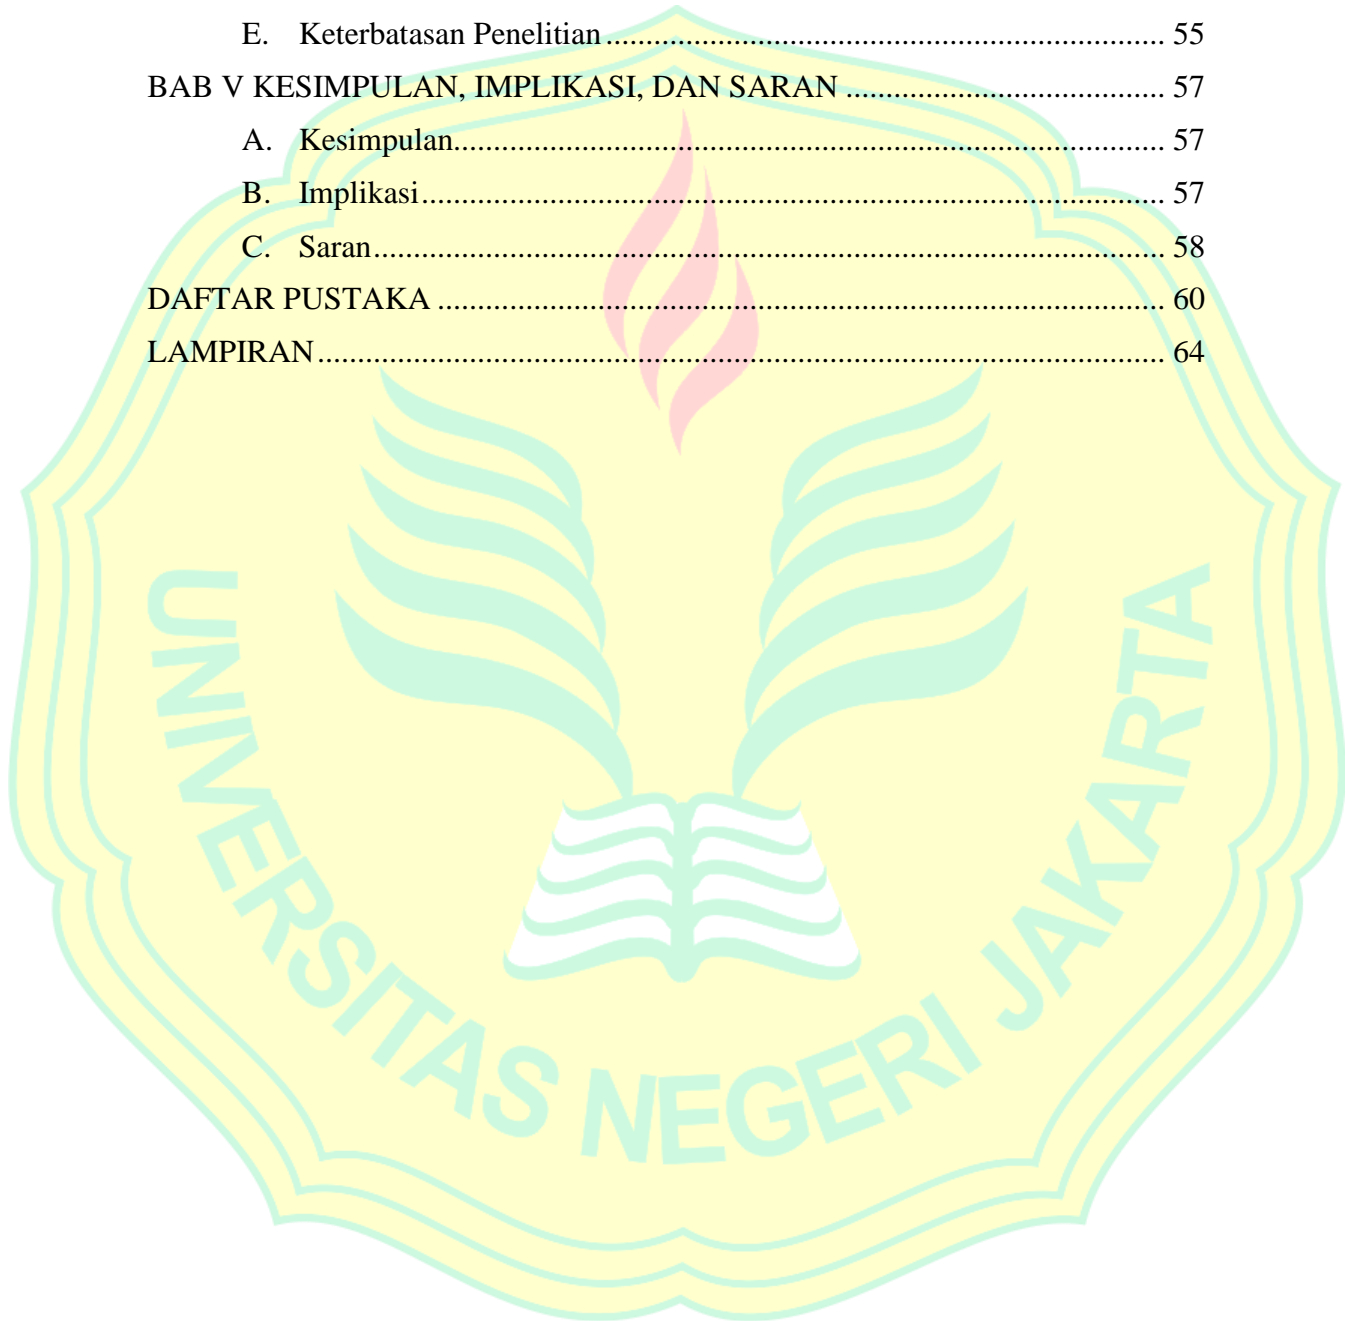 E. Keterbatasan Penelitian ........................................................................ 55
BAB V KESIMPULAN, IMPLIKASI, DAN SARAN ........................................ 57
A. Kesimpulan.......................................................................................... 57
B. Implikasi .............................................................................................. 57
C. Saran .................................................................................................... 58
DAFTAR PUSTAKA ............................................................................................ 60
LAMPIRAN ........................................................................................................... 64
UNIVERSITAS NEGERI JAKARTA